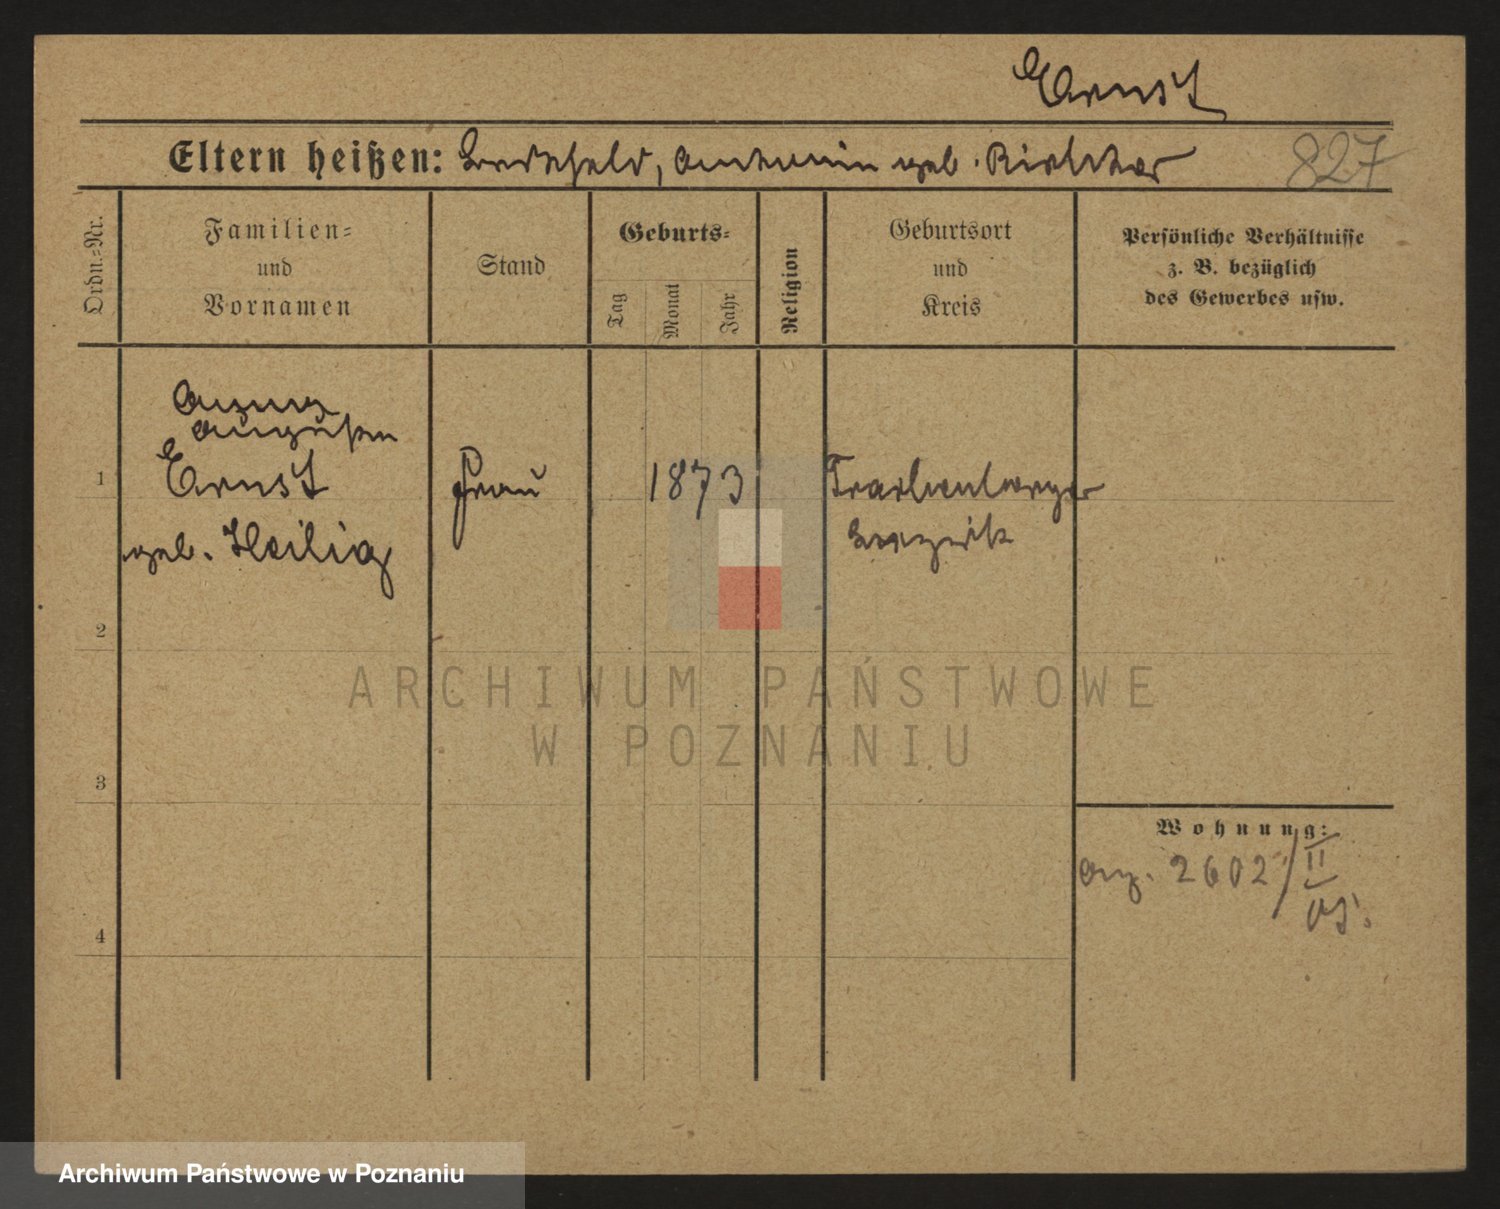 Ernst
Eltern heißen: geb. Richter 827
Ordn.-Nr.
Familien-
und
Vornamen
Stand
Geburts-
Tag
Monat
Jahr
Religion
Geburtsort
und
Kreis
Persönliche Verhältnisse
z. B. bezüglich
des Gewerbes usw.
1
Ernst Frau 1873
geb. Heilig
2
ARCHIWUM PAŃSTWOWE
W POZNANIU
3
Wohnung:
2602/II
4
Archiwum Państwowe w Poznaniu